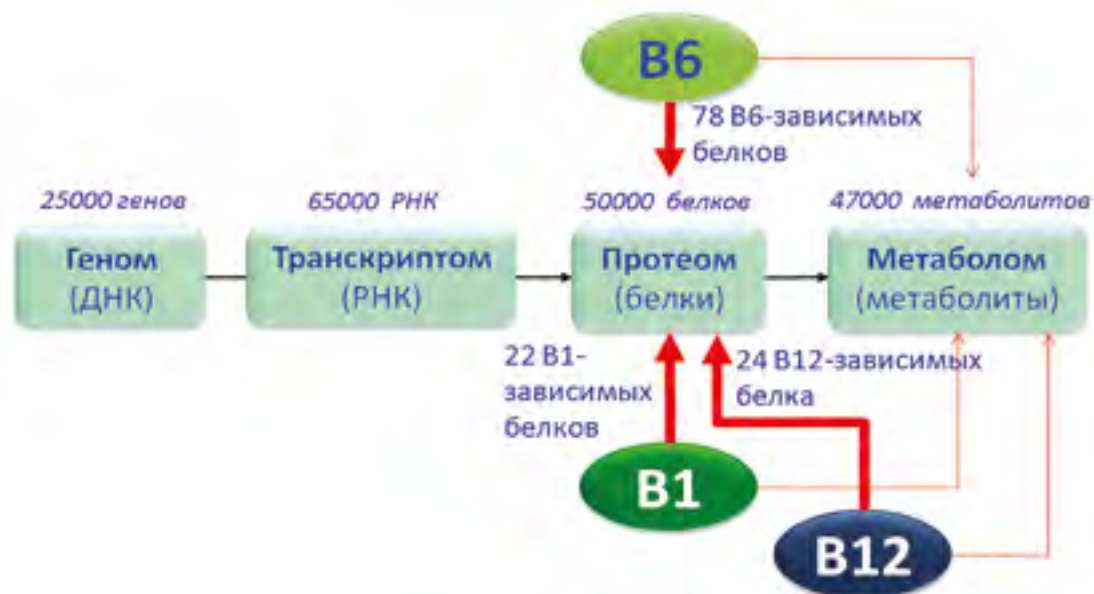 B6
78 B6-зависимых
белков
25000 генов
65000 РНК
50000 белков
47000 метаболитов
Геном
(ДНК)
Транскриптом
(РНК)
Протеом
(белки)
Метаболом
(метаболиты)
22 B1-
зависимых
белков
24 B12-зависимых
белка
B1
B12